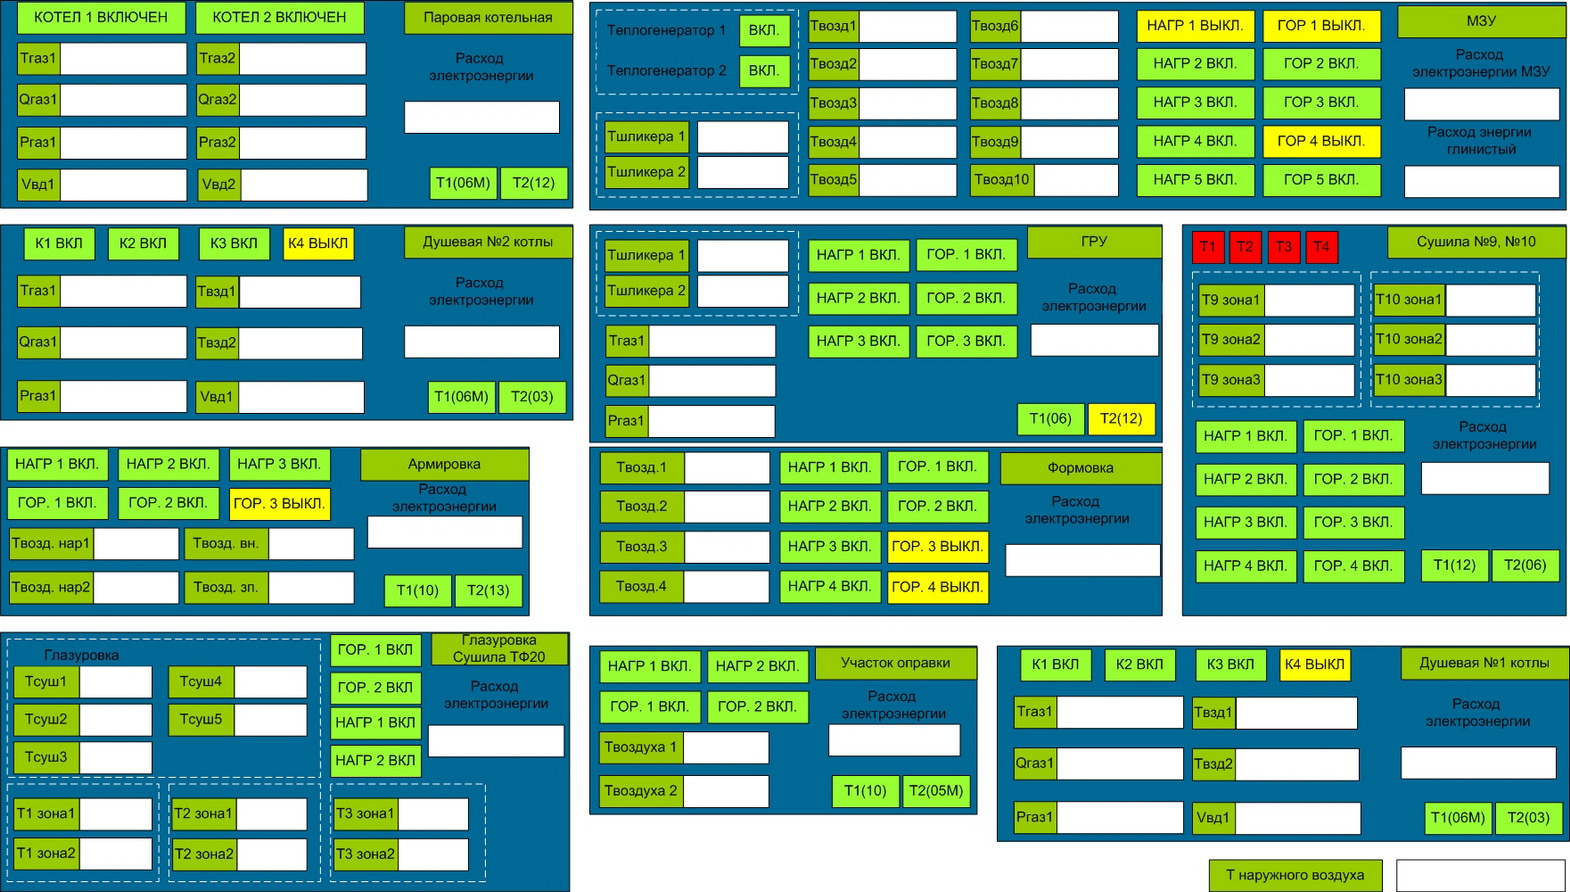 КОТЕЛ 1 ВКЛЮЧЕН КОТЕЛ 2 ВКЛЮЧЕН Паровая котельная
Тгаз1 Тгаз2 Расход
электроэнергии
Qгаз1 Qгаз2
Pгаз1 Pгаз2
Vвд1 Vвд2 Т1(06М) Т2(12)
Теплогенератор 1 ВКЛ. Твозд1 Твозд6 НАГР 1 ВЫКЛ. ГОР 1 ВЫКЛ. МЗУ
Теплогенератор 2 ВКЛ. Твозд2 Твозд7 НАГР 2 ВКЛ. ГОР 2 ВКЛ. Расход
электроэнергии МЗУ
Твозд3 Твозд8 НАГР 3 ВКЛ. ГОР 3 ВКЛ.
Тшликера 1 Твозд4 Твозд9 НАГР 4 ВКЛ. ГОР 4 ВЫКЛ. Расход энергии
глинистый
Тшликера 2 Твозд5 Твозд10 НАГР 5 ВКЛ. ГОР 5 ВКЛ.
К1 ВКЛ К2 ВКЛ К3 ВКЛ К4 ВЫКЛ Душевая №2 котлы
Тгаз1 Твзд1 Расход
электроэнергии
Qгаз1 Твзд2
Pгаз1 Vвд1 Т1(06М) Т2(03)
Тшликера 1 НАГР 1 ВКЛ. ГОР. 1 ВКЛ. ГРУ
Тшликера 2 НАГР 2 ВКЛ. ГОР. 2 ВКЛ. Расход
электроэнергии
Тгаз1 НАГР 3 ВКЛ. ГОР. 3 ВКЛ.
Qгаз1
Pгаз1 Т1(06) Т2(12)
Т1 Т2 Т3 Т4 Сушила №9, №10
Т9 зона1 Т10 зона1
Т9 зона2 Т10 зона2
Т9 зона3 Т10 зона3
НАГР 1 ВКЛ. ГОР. 1 ВКЛ. Расход
электроэнергии
НАГР 2 ВКЛ. ГОР. 2 ВКЛ.
НАГР 3 ВКЛ. ГОР. 3 ВКЛ.
НАГР 4 ВКЛ. ГОР. 4 ВКЛ. Т1(12) Т2(06)
НАГР 1 ВКЛ. НАГР 2 ВКЛ. НАГР 3 ВКЛ. Армировка
ГОР. 1 ВКЛ. ГОР. 2 ВКЛ. ГОР. 3 ВЫКЛ. Расход
электроэнергии
Твозд. нар1 Твозд. вн.
Твозд. нар2 Твозд. зп. Т1(10) Т2(13)
Твозд.1 НАГР 1 ВКЛ. ГОР. 1 ВКЛ. Формовка
Твозд.2 НАГР 2 ВКЛ. ГОР. 2 ВКЛ. Расход
электроэнергии
Твозд.3 НАГР 3 ВКЛ. ГОР. 3 ВЫКЛ.
Твозд.4 НАГР 4 ВКЛ. ГОР. 4 ВЫКЛ.
Глазуровка ГОР. 1 ВКЛ Глазуровка
Сушила ТФ20
Тсуш1 Тсуш4 ГОР. 2 ВКЛ Расход
электроэнергии
Тсуш2 Тсуш5 НАГР 1 ВКЛ
Тсуш3 НАГР 2 ВКЛ
Т1 зона1 Т2 зона1 Т3 зона1
Т1 зона2 Т2 зона2 Т3 зона2
НАГР 1 ВКЛ. НАГР 2 ВКЛ. Участок оправки
ГОР. 1 ВКЛ. ГОР. 2 ВКЛ. Расход
электроэнергии
Твоздуха 1
Твоздуха 2 Т1(10) Т2(05М)
К1 ВКЛ К2 ВКЛ К3 ВКЛ К4 ВЫКЛ Душевая №1 котлы
Тгаз1 Твзд1 Расход
электроэнергии
Qгаз1 Твзд2
Pгаз1 Vвд1 Т1(06М) Т2(03)
Т наружного воздуха